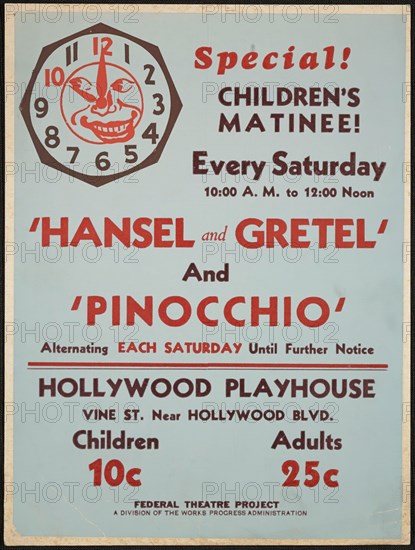 12
1
2
3
4
5
6
7
8
9
10
11
Special!
CHILDREN'S
MATINEE!
Every Saturday
10:00 A. M. to 12:00 Noon
'HANSEL and GRETEL'
And
'PINOCCHIO'
Alternating EACH SATURDAY Until Further Notice
HOLLYWOOD PLAYHOUSE
VINE ST. Near HOLLYWOOD BLVD.
Children Adults
10c 25c
FEDERAL THEATRE PROJECT
A DIVISION OF THE WORKS PROGRESS ADMINISTRATION
PHOTO12